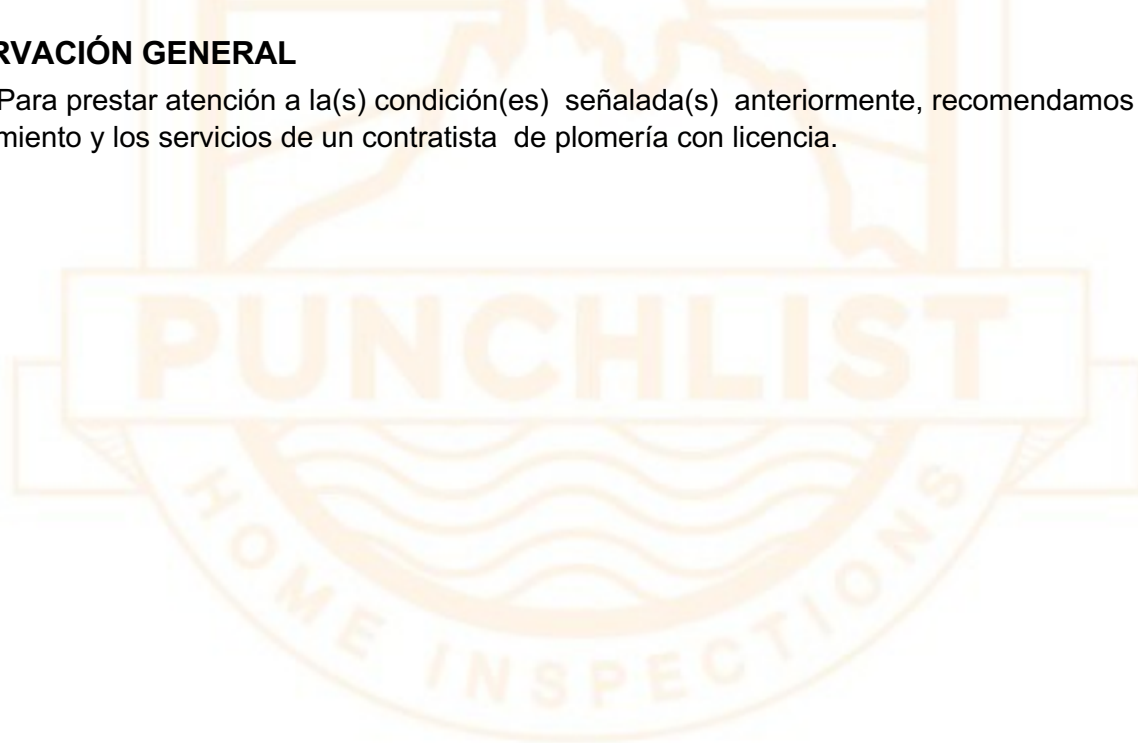 RVACIÓN GENERAL
Para prestar atención a la(s) condición(es) señalada(s) anteriormente, recomendamos
miento y los servicios de un contratista de plomería con licencia.
PUNCHLIST
HOME INSPECTIONS